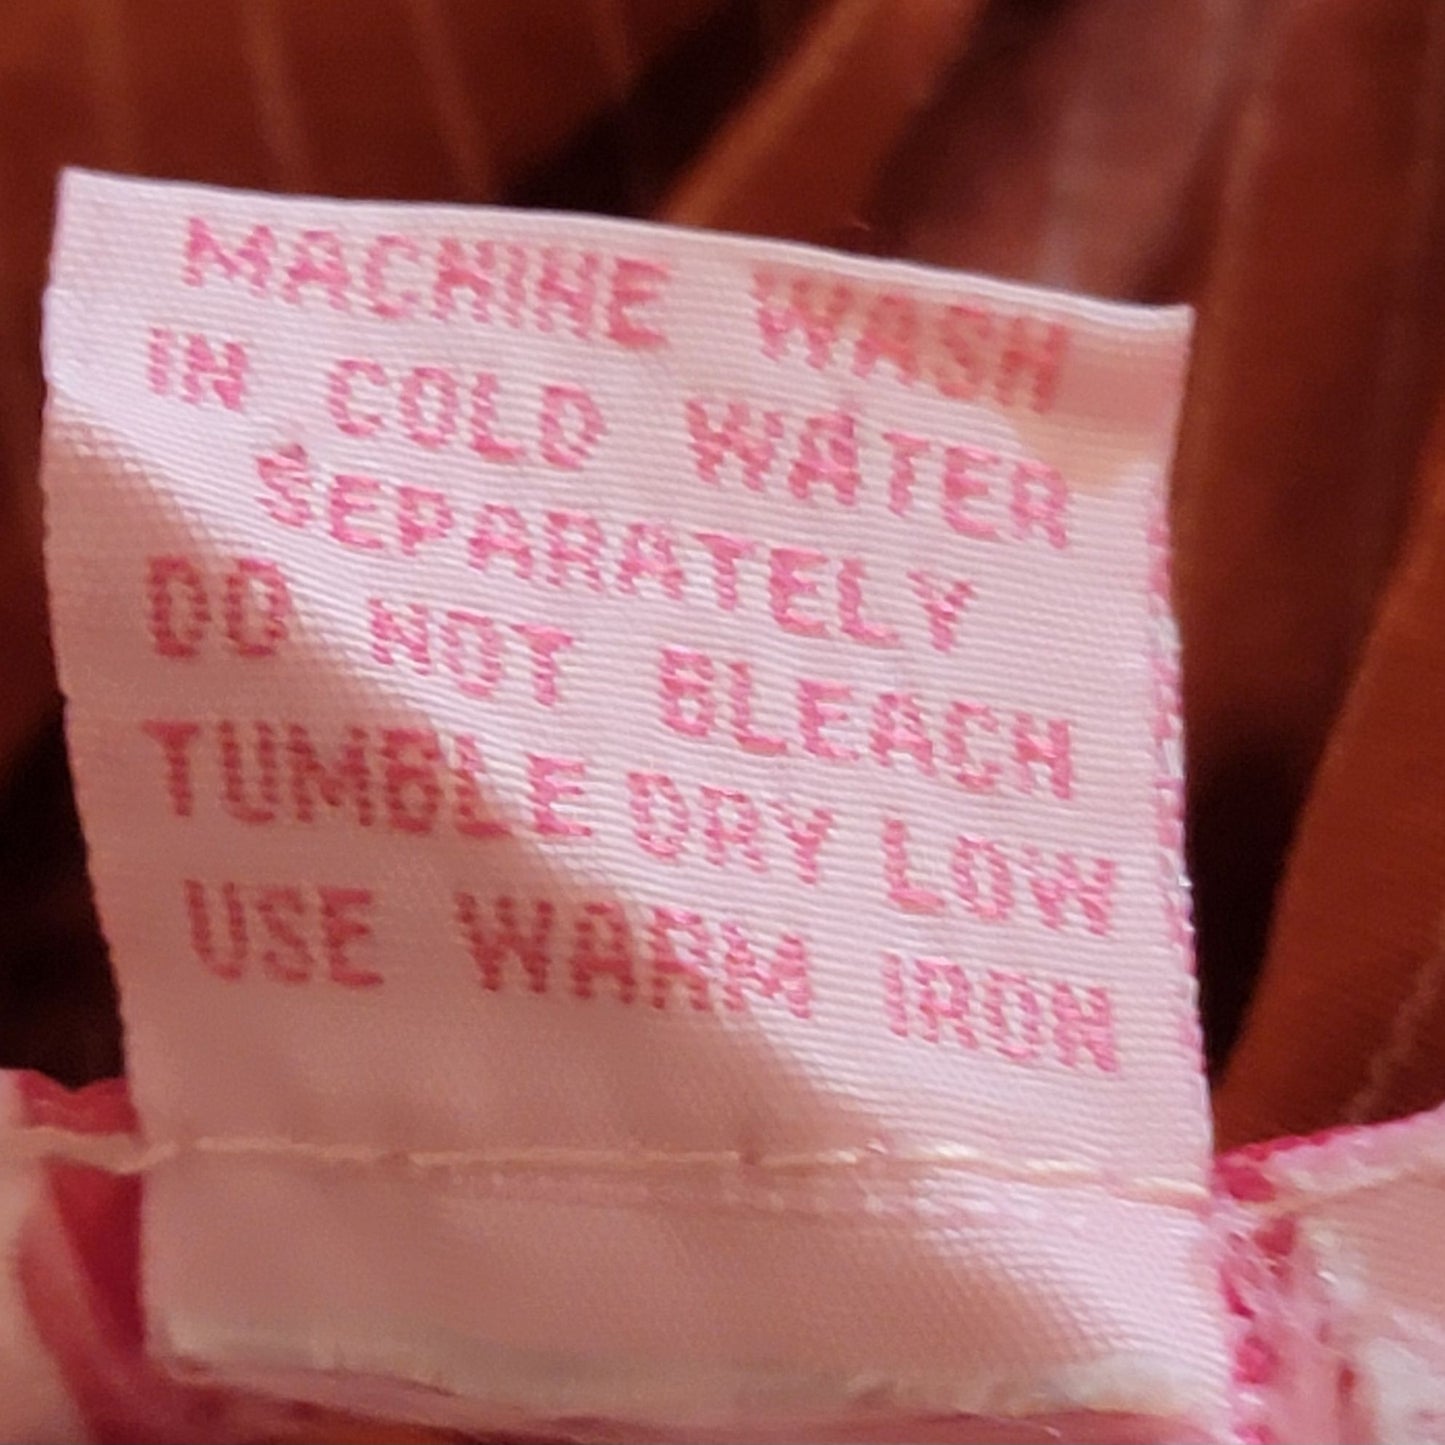 MACHINE WASH
IN COLD WATER
SEPARATELY
DO NOT BLEACH
TUMBLE DRY LOW
USE WARM IRON